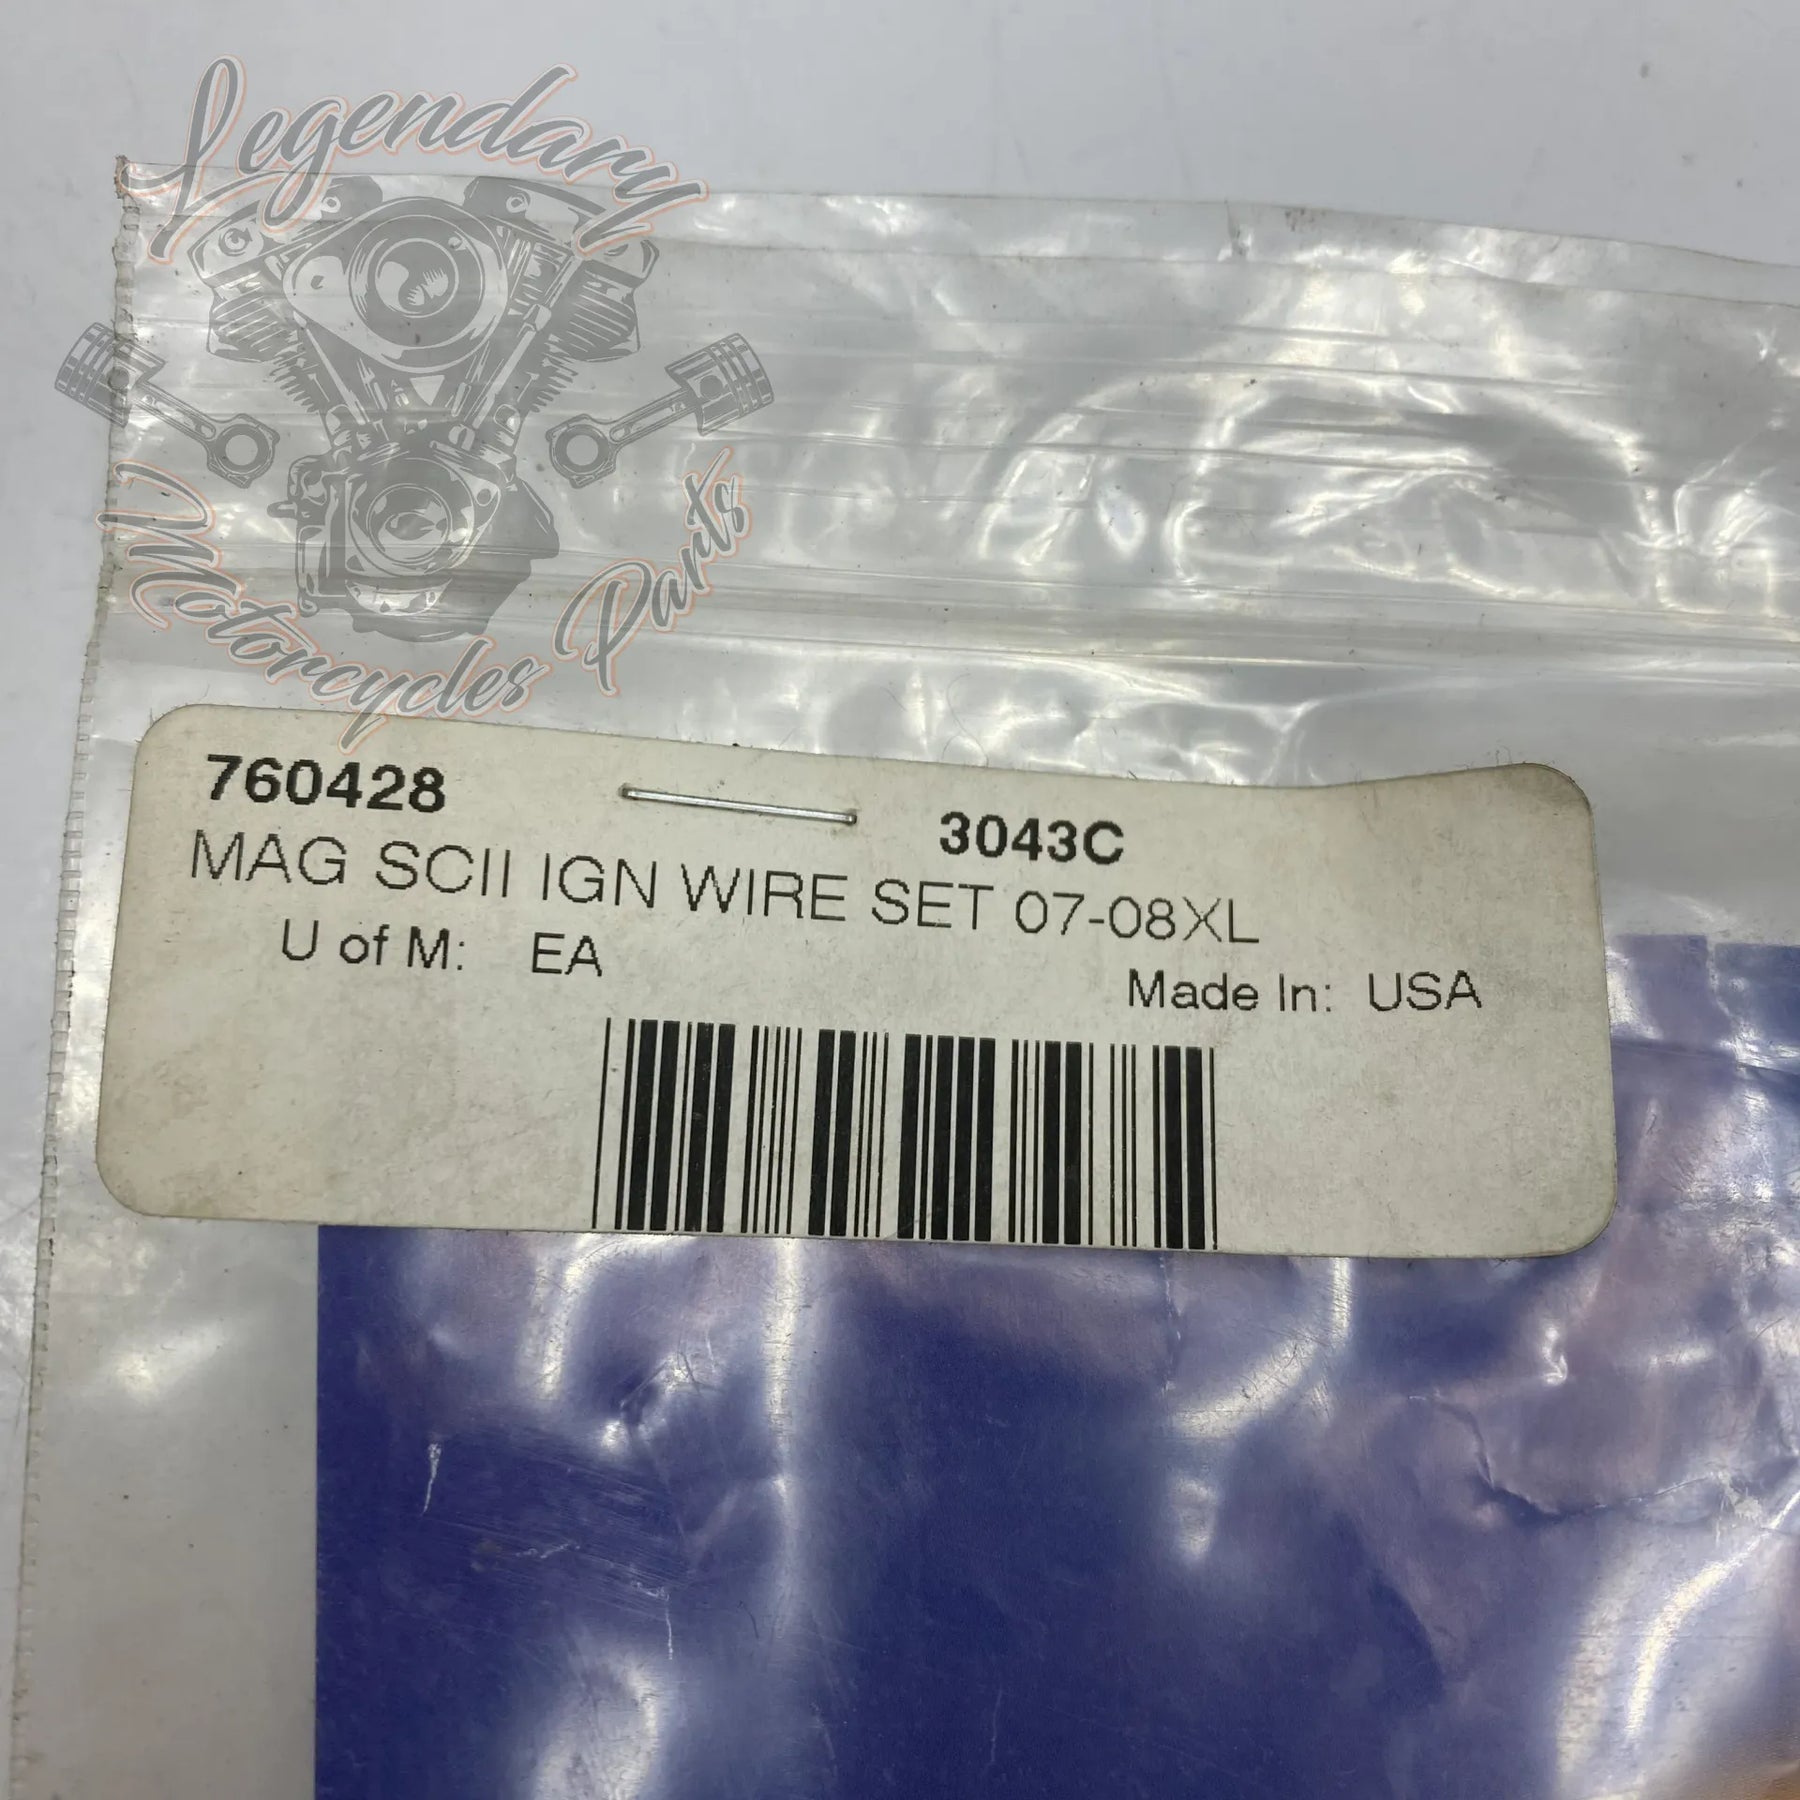 Legendary
Motorcycles Parts
760428
3043C
MAG SCII IGN WIRE SET 07-08XL
U of M: EA
Made In: USA